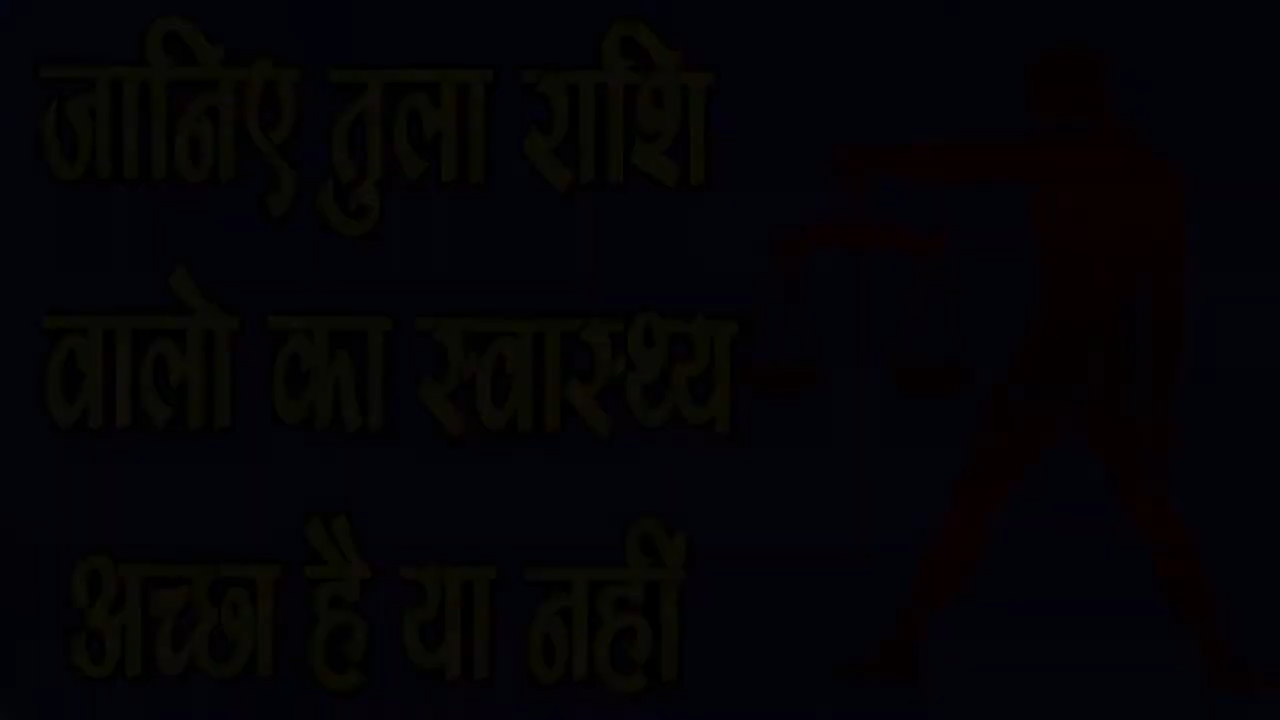 जानिए तुला राशि
वालो का स्वास्थ्य
अच्छा है या नहीं